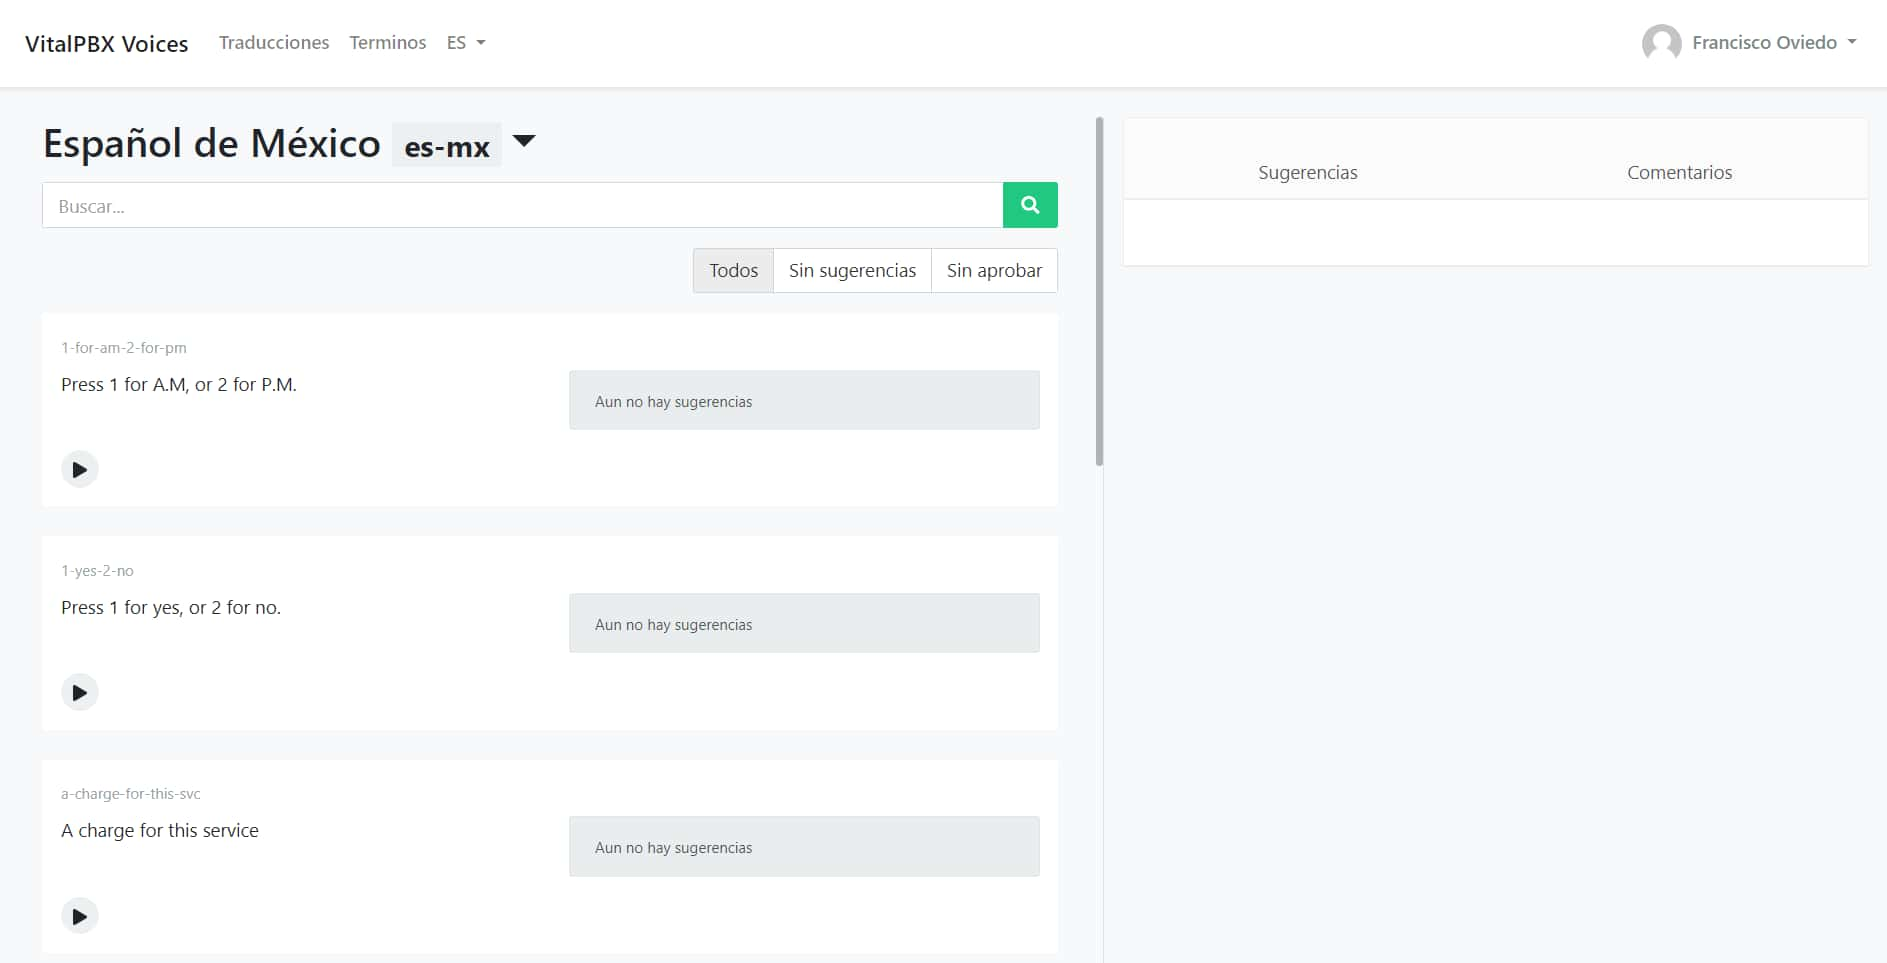 VitalPBX Voices Traducciones Terminos ES Francisco Oviedo
Español de México es-mx
Buscar...
Todos Sin sugerencias Sin aprobar
1-for-am-2-for-pm
Press 1 for A.M, or 2 for P.M.
Aun no hay sugerencias
1-yes-2-no
Press 1 for yes, or 2 for no.
Aun no hay sugerencias
a-charge-for-this-svc
A charge for this service
Aun no hay sugerencias
Sugerencias Comentarios